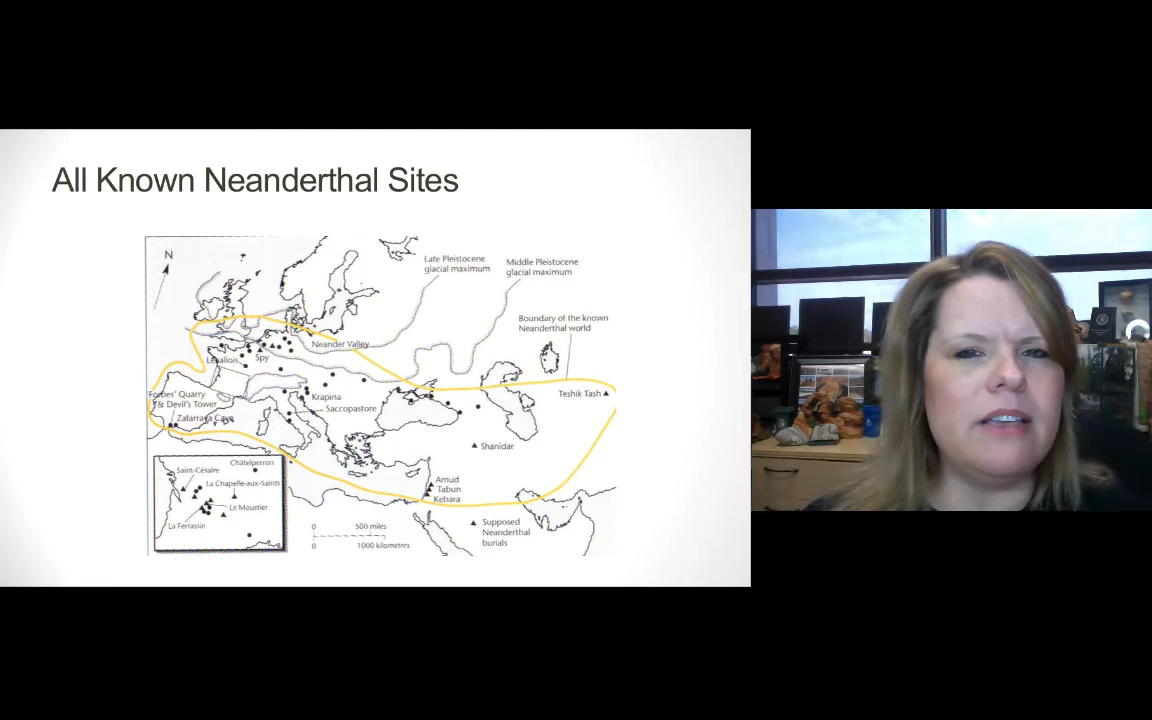 All Known Neanderthal Sites
N
Late Pleistocene
glacial maximum
Middle Pleistocene
glacial maximum
Boundary of the known
Neanderthal world
Neander Valley
Levallois
Spy
Forbes' Quarry
& Devil's Tower
Zafarraya Cave
Krapina
Saccopastore
Teshik Tash
Shanidar
Amud
Tabun
Kebara
Châtelperron
Saint-Césaire
La Chapelle-aux-Saints
Le Moustier
La Ferrassie
0 500 miles
0 1000 kilometres
Supposed
Neanderthal
burials